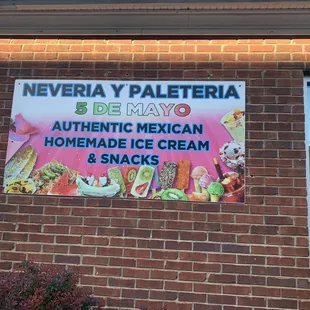 NEVERIA Y PALETERIA
5 DE MAYO
AUTHENTIC MEXICAN
HOMEMADE ICE CREAM
& SNACKS